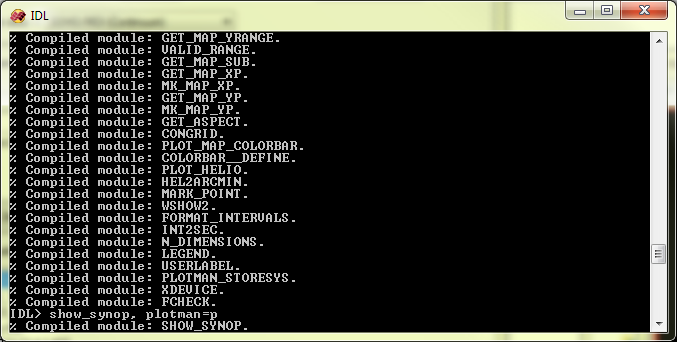 IDL
% Compiled module: GET_MAP_YRANGE.
% Compiled module: VALID_RANGE.
% Compiled module: GET_MAP_SUB.
% Compiled module: GET_MAP_XP.
% Compiled module: MK_MAP_XP.
% Compiled module: GET_MAP_YP.
% Compiled module: MK_MAP_YP.
% Compiled module: GET_ASPECT.
% Compiled module: CONGRID.
% Compiled module: PLOT_MAP_COLORBAR.
% Compiled module: COLORBAR__DEFINE.
% Compiled module: PLOT_HELIO.
% Compiled module: HEL2ARCMIN.
% Compiled module: MARK_POINT.
% Compiled module: WSHOW2.
% Compiled module: FORMAT_INTERVALS.
% Compiled module: INT2SEC.
% Compiled module: N_DIMENSIONS.
% Compiled module: LEGEND.
% Compiled module: USERLABEL.
% Compiled module: PLOTMAN_STORESYS.
% Compiled module: XDEVICE.
% Compiled module: FCHECK.
IDL> show_synop, plotman=p
% Compiled module: SHOW_SYNOP.